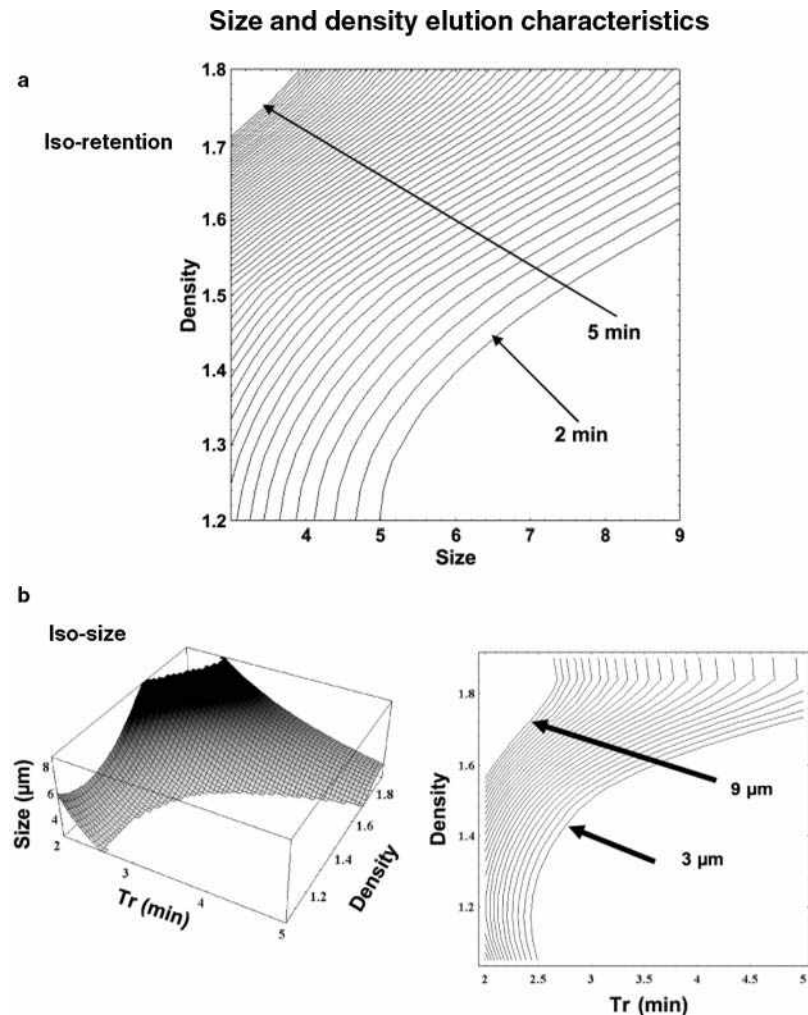 Size and density elution characteristics
a
Iso-retention
1.8
1.7
1.6
1.5
1.4
1.3
1.2
Density
5 min
2 min
4 5 6 7 8 9
Size
b
Iso-size
8
6
4
2
Size (µm)
3
4
5
Tr (min)
1.2
1.4
1.6
1.8
Density
1.8
1.6
1.4
1.2
Density
9 µm
3 µm
2 2.5 3 3.5 4 4.5 5
Tr (min)